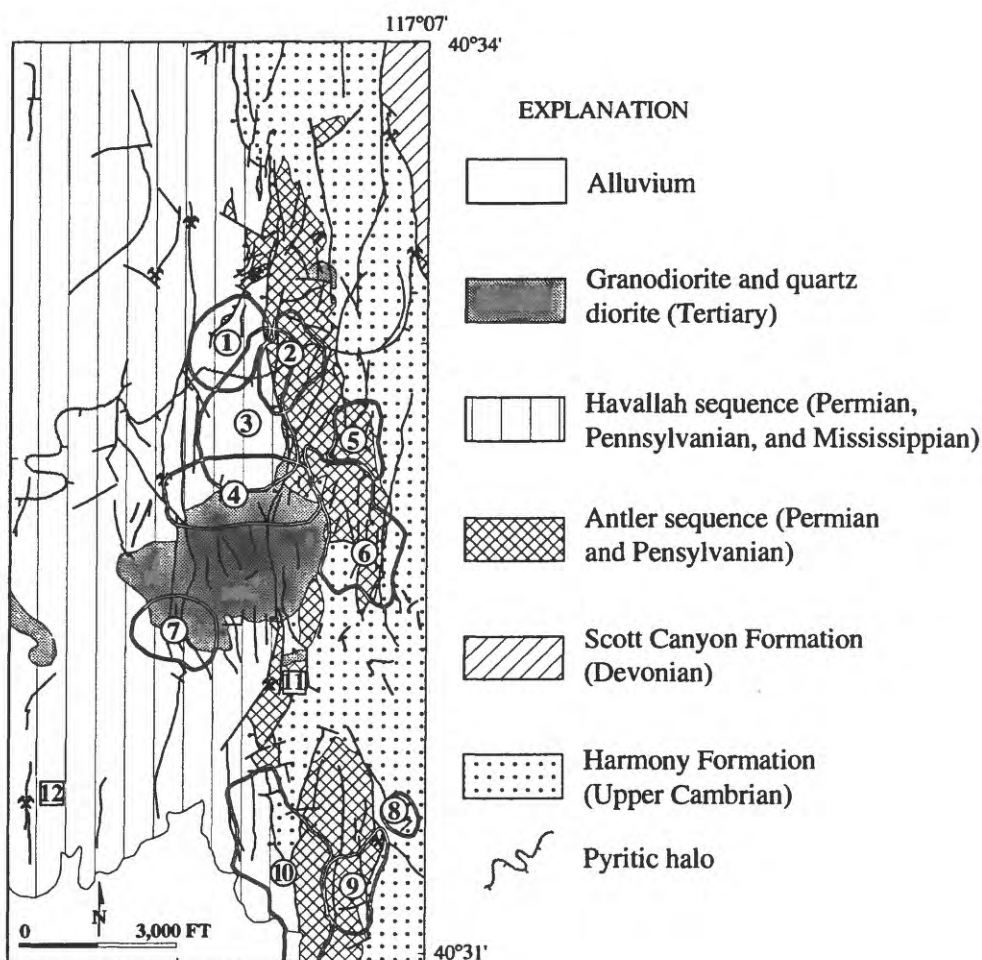 117°07'
40°34'
EXPLANATION
Alluvium
Granodiorite and quartz
diorite (Tertiary)
Havallah sequence (Permian,
Pennsylvanian, and Mississippian)
Antler sequence (Permian
and Pensylvanian)
Scott Canyon Formation
(Devonian)
Harmony Formation
(Upper Cambrian)
Pyritic halo
1
2
3
5
4
6
7
11
12
8
10
9
N
0 3,000 FT
40°31'